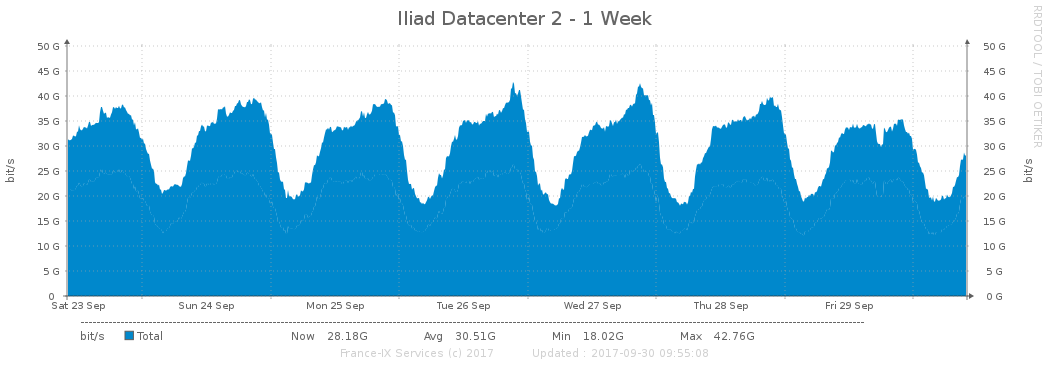 Iliad Datacenter 2 - 1 Week
RRDTOOL / TOBI OETIKER
50 G 50 G
45 G 45 G
40 G 40 G
35 G 35 G
30 G 30 G
25 G 25 G
20 G 20 G
15 G 15 G
10 G 10 G
5 G 5 G
0 0 G
bit/s bit/s
Sat 23 Sep Sun 24 Sep Mon 25 Sep Tue 26 Sep Wed 27 Sep Thu 28 Sep Fri 29 Sep
bit/s Total Now 28.18G Avg 30.51G Min 18.02G Max 42.76G
France-IX Services (c) 2017 Updated : 2017-09-30 09:55:08